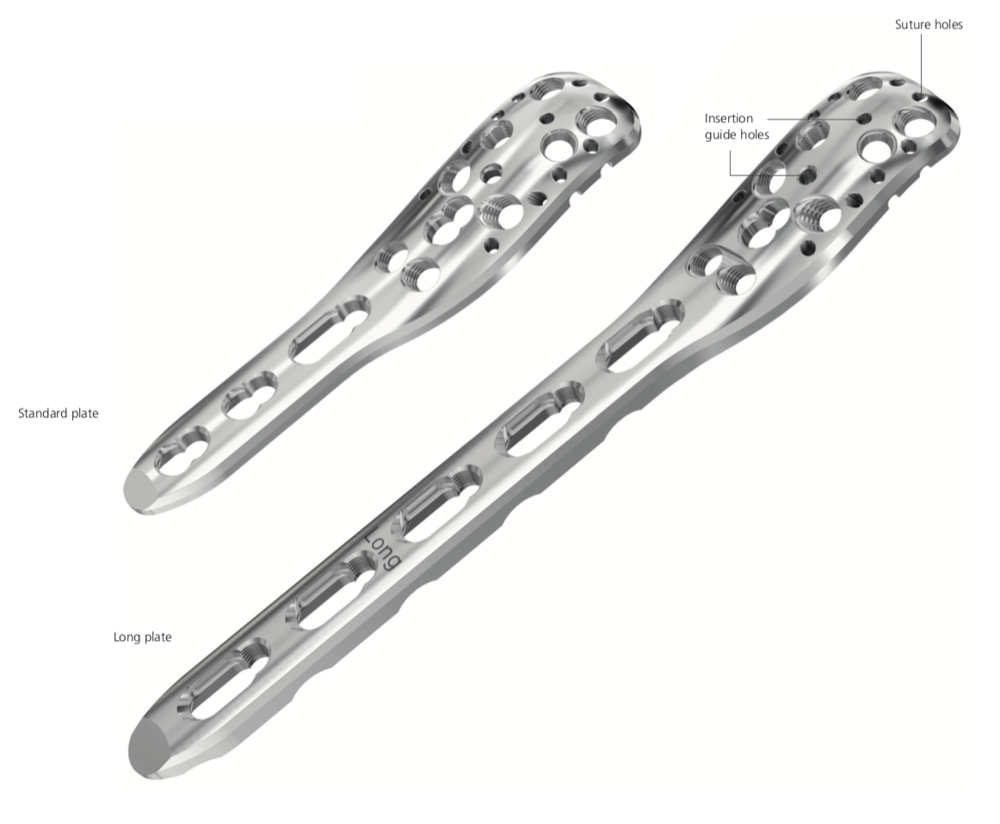 Suture holes
Insertion
guide holes
Standard plate
Long
Long plate